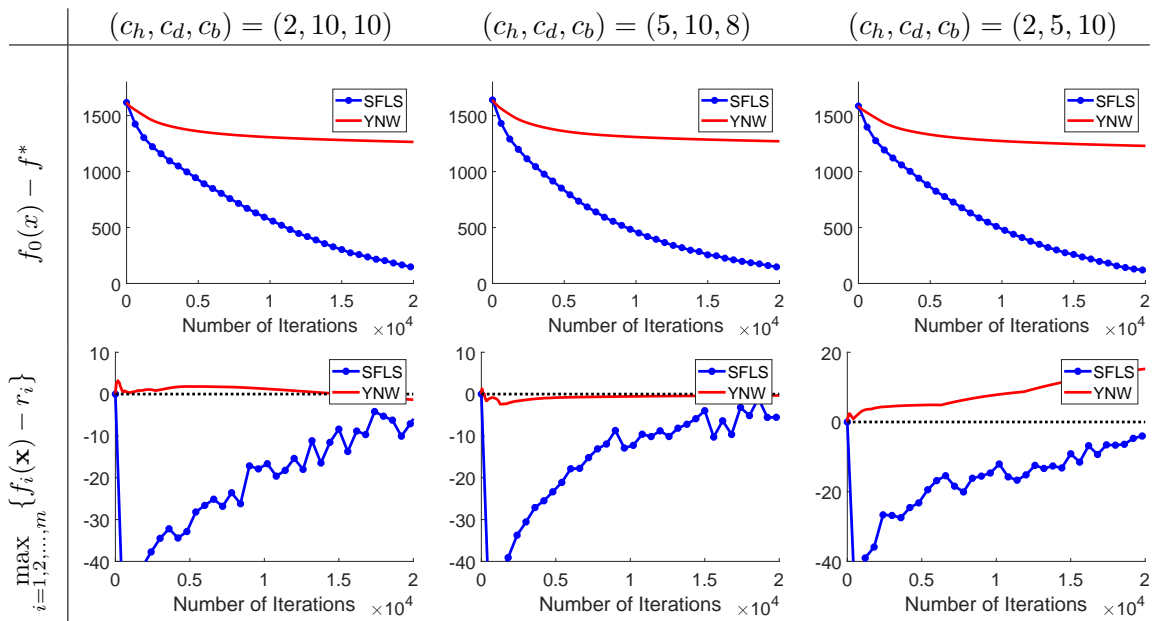 (c_h, c_d, c_b) = (2, 10, 10)
(c_h, c_d, c_b) = (5, 10, 8)
(c_h, c_d, c_b) = (2, 5, 10)
f_0(x) − f*
1500
1000
500
0
0
0.5
1
1.5
2
Number of Iterations
×10^4
SFLS
YNW
1500
1000
500
0
0
0.5
1
1.5
2
Number of Iterations
×10^4
SFLS
YNW
1500
1000
500
0
0
0.5
1
1.5
2
Number of Iterations
×10^4
SFLS
YNW
max_{i=1,2,...,m} {f_i(𝐱) − r_i}
10
0
-10
-20
-30
-40
0
0.5
1
1.5
2
Number of Iterations
×10^4
SFLS
YNW
10
0
-10
-20
-30
-40
0
0.5
1
1.5
2
Number of Iterations
×10^4
SFLS
YNW
20
0
-20
-40
0
0.5
1
1.5
2
Number of Iterations
×10^4
SFLS
YNW